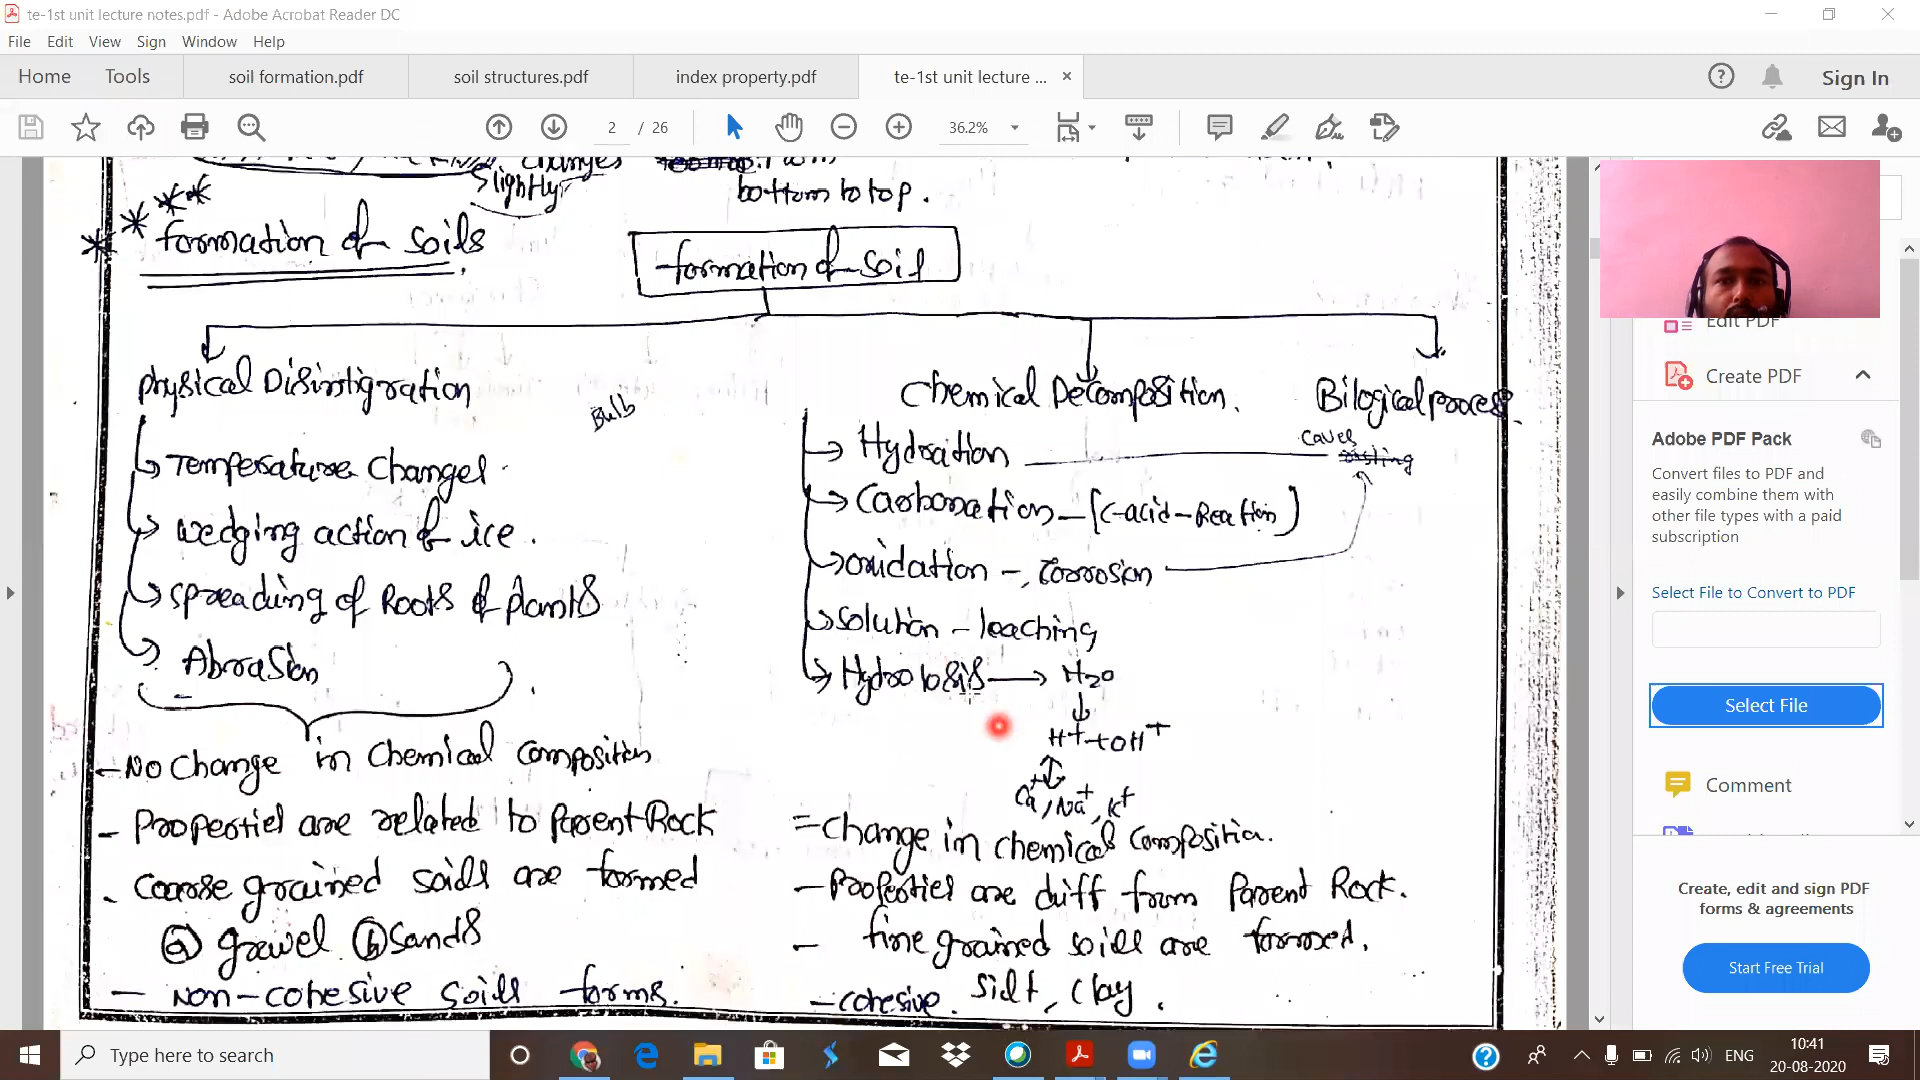 te-1st unit lecture notes.pdf - Adobe Acrobat Reader DC
File Edit View Sign Window Help
Home Tools soil formation.pdf soil structures.pdf index property.pdf te-1st unit lecture ... × Sign In
2 / 26 36.2%
changes from
slightly bottom to top.
*** formation of soils
formation of soil
physical Disintigration
Chemical Decomposition.
Bilogical process.
Bulb
→ Temperature Changes
→ wedging action of ice.
→ spreading of Roots of plants
→ Abrasion
- No change in chemical composition
- Properties are related to Parent Rock
- Coarse grained soils are formed
(a) gravel (b) sands
- Non-cohesive soils forms.
→ Hydration
caves
→ Carbonation - [C-acid-Reaction]
→ oxidation - Corrosion
→ solution - leaching
→ Hydrolosis → H2O
H+ + OH+
Ca+, Na+, K+
= change in chemical composition.
- Properties are diff from Parent Rock.
- fine grained soils are formed.
silt, clay.
- cohesive.
Edit PDF
Create PDF
Adobe PDF Pack
Convert files to PDF and
easily combine them with
other file types with a paid
subscription
Select File to Convert to PDF
Select File
Comment
Create, edit and sign PDF
forms & agreements
Start Free Trial
Type here to search
ENG
10:41
20-08-2020